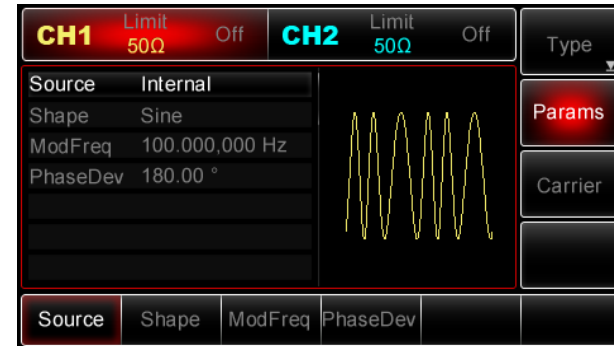 CH1 Limit 50Ω Off CH2 Limit 50Ω Off Type
Source Internal
Shape Sine
ModFreq 100.000,000 Hz
PhaseDev 180.00 °
Params
Carrier
Source Shape ModFreq PhaseDev